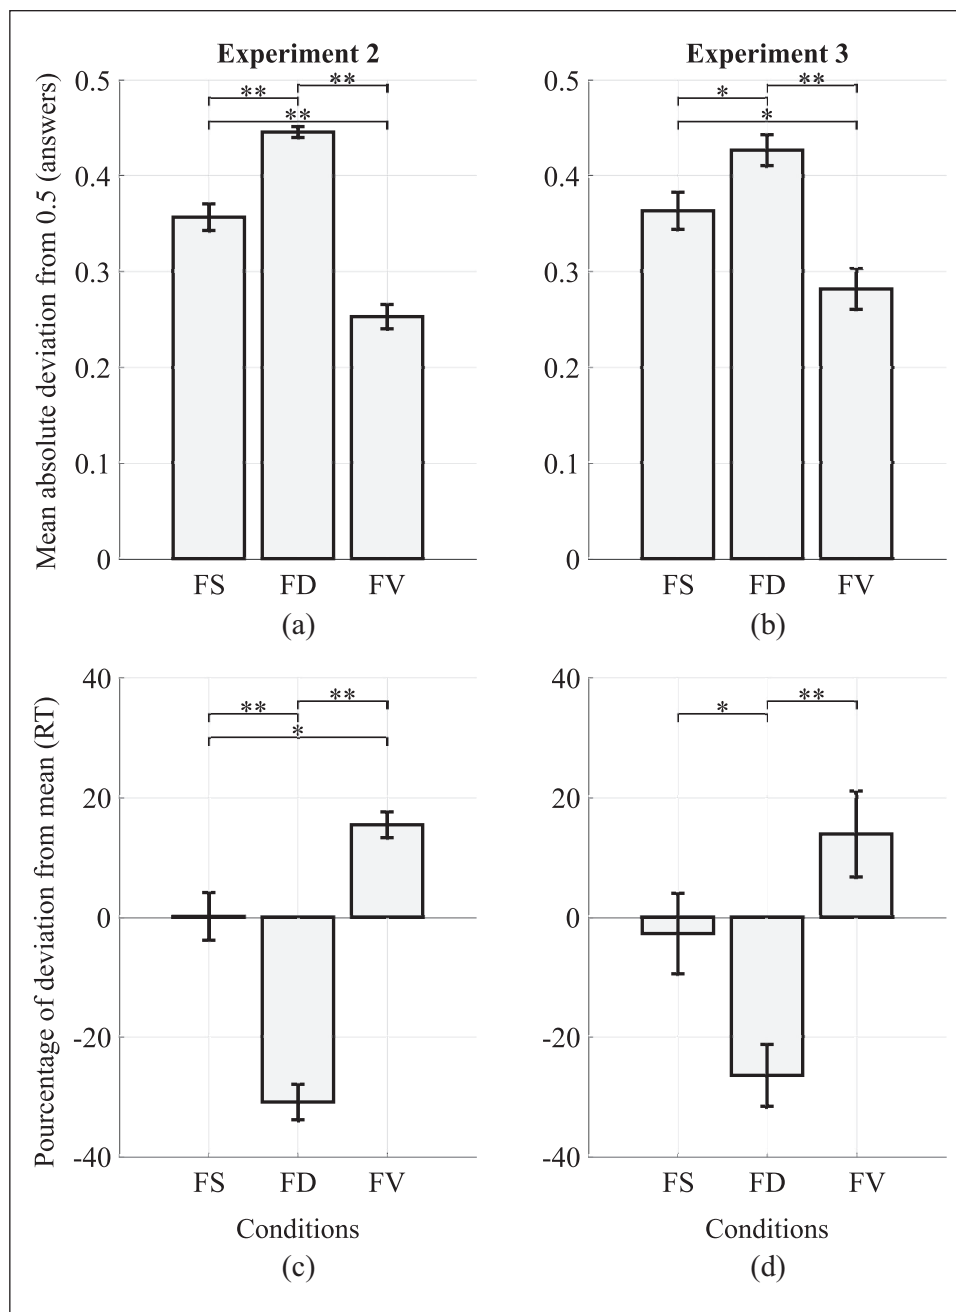 Experiment 2
Mean absolute deviation from 0.5 (answers)
0.5
0.4
0.3
0.2
0.1
0
**
**
**
FS FD FV
(a)
Experiment 3
0.5
0.4
0.3
0.2
0.1
0
*
**
*
FS FD FV
(b)
Pourcentage of deviation from mean (RT)
40
20
0
-20
-40
**
**
*
FS FD FV
Conditions
(c)
40
20
0
-20
-40
*
**
FS FD FV
Conditions
(d)